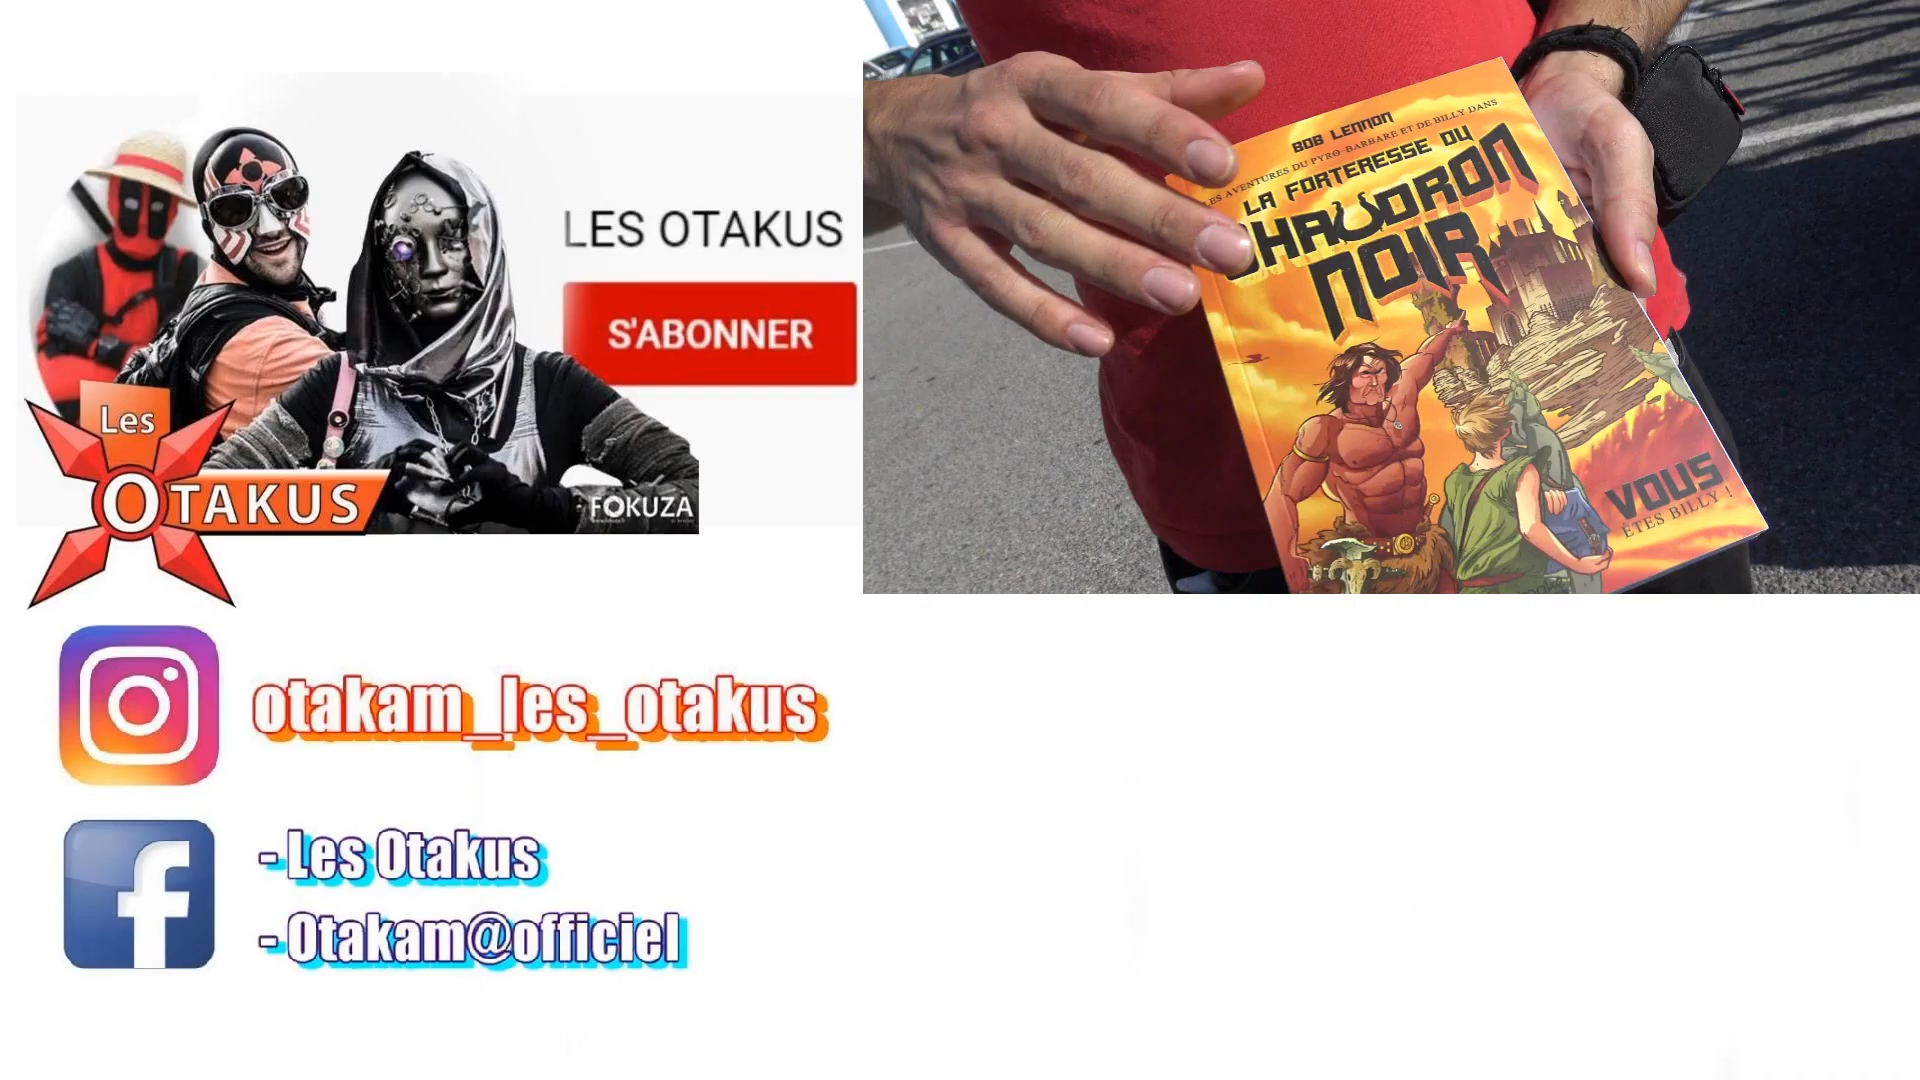 LES OTAKUS
S'ABONNER
Les
OTAKUS
FOKUZA
BOB LENNON
LES AVENTURES DU PYRO-BARBARE ET DE BILLY DANS
LA FORTERESSE DU
CHAUDRON
NOIR
VOUS
ÊTES BILLY !
otakam_les_otakus
- Les Otakus
- Otakam@officiel